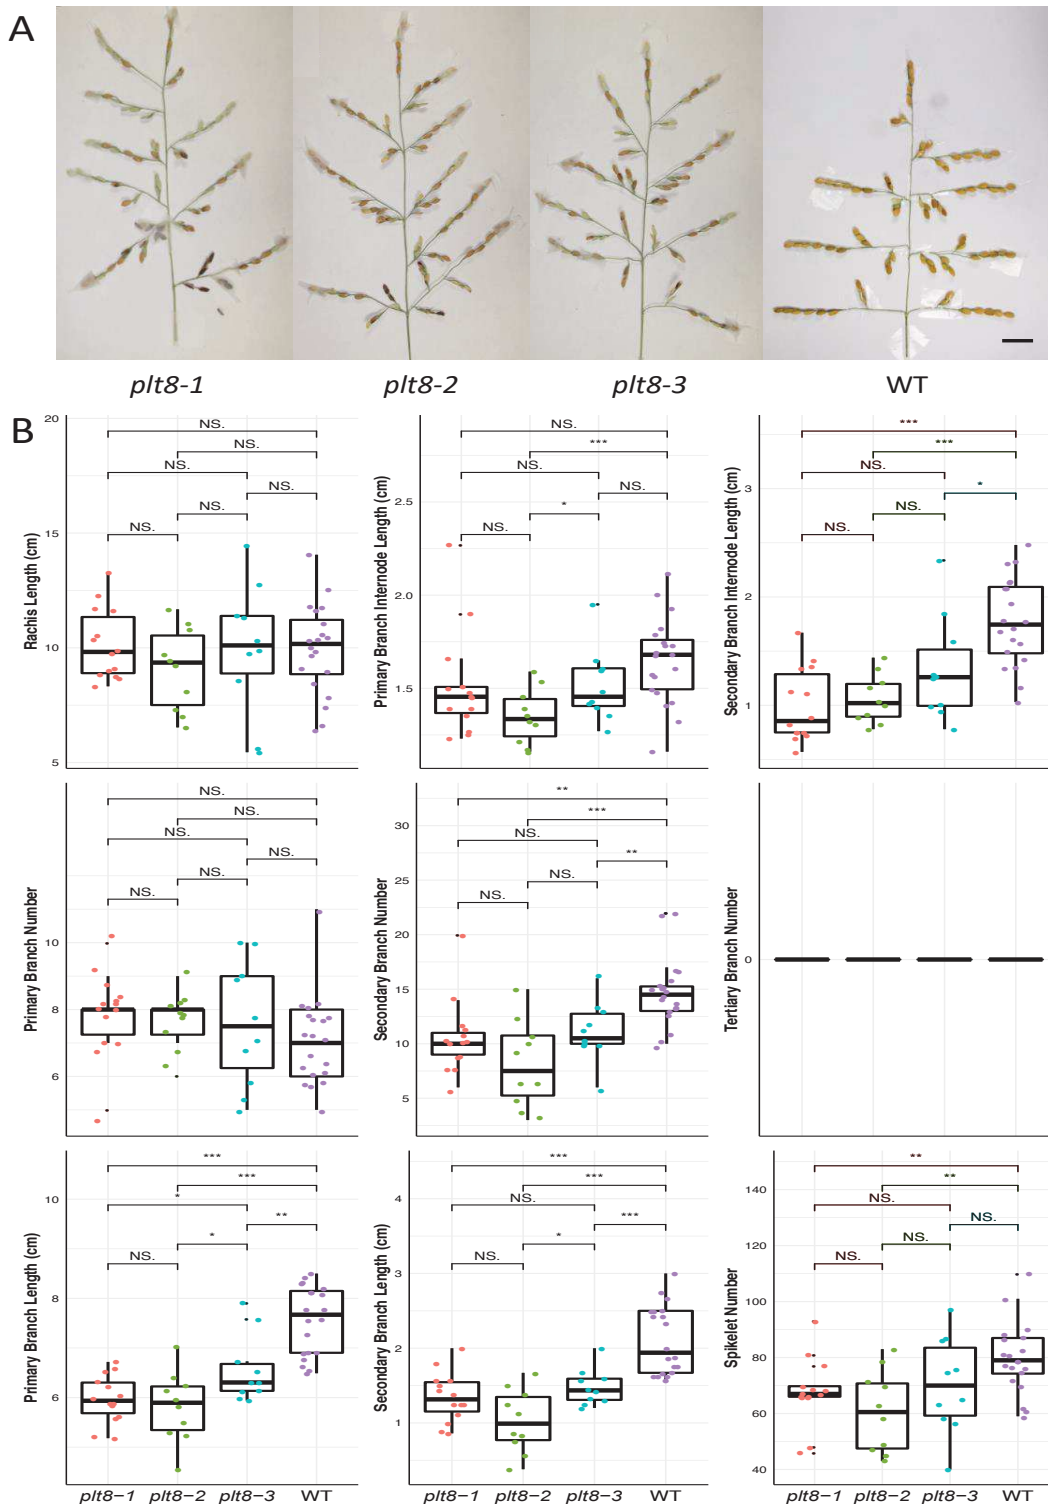 A
plt8-1
plt8-2
plt8-3
WT
B
Rachis Length (cm)
20
15
10
5
NS.
NS.
NS.
NS.
NS.
NS.
Primary Branch Internode Length (cm)
2.5
2.0
1.5
NS.
***
NS.
NS.
*
NS.
Secondary Branch Internode Length (cm)
3
2
1
***
***
NS.
*
NS.
NS.
Primary Branch Number
10
8
6
NS.
NS.
NS.
NS.
NS.
NS.
Secondary Branch Number
30
25
20
15
10
5
**
***
NS.
**
NS.
NS.
Tertiary Branch Number
0
Primary Branch Length (cm)
10
8
6
***
***
*
**
*
NS.
plt8-1 plt8-2 plt8-3 WT
Secondary Branch Length (cm)
4
3
2
1
***
***
NS.
***
*
NS.
plt8-1 plt8-2 plt8-3 WT
Spikelet Number
140
120
100
80
60
40
**
**
NS.
NS.
NS.
NS.
plt8-1 plt8-2 plt8-3 WT